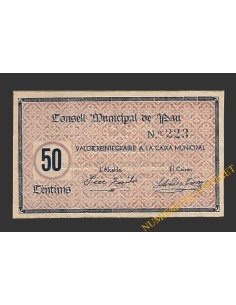 Consell Municipal de Pau
N.º 223
VALOR REINTEGRABLE A LA CAIXA MUNICIPAL
50
Cèntims
L'Alcalde,
El Caixer,